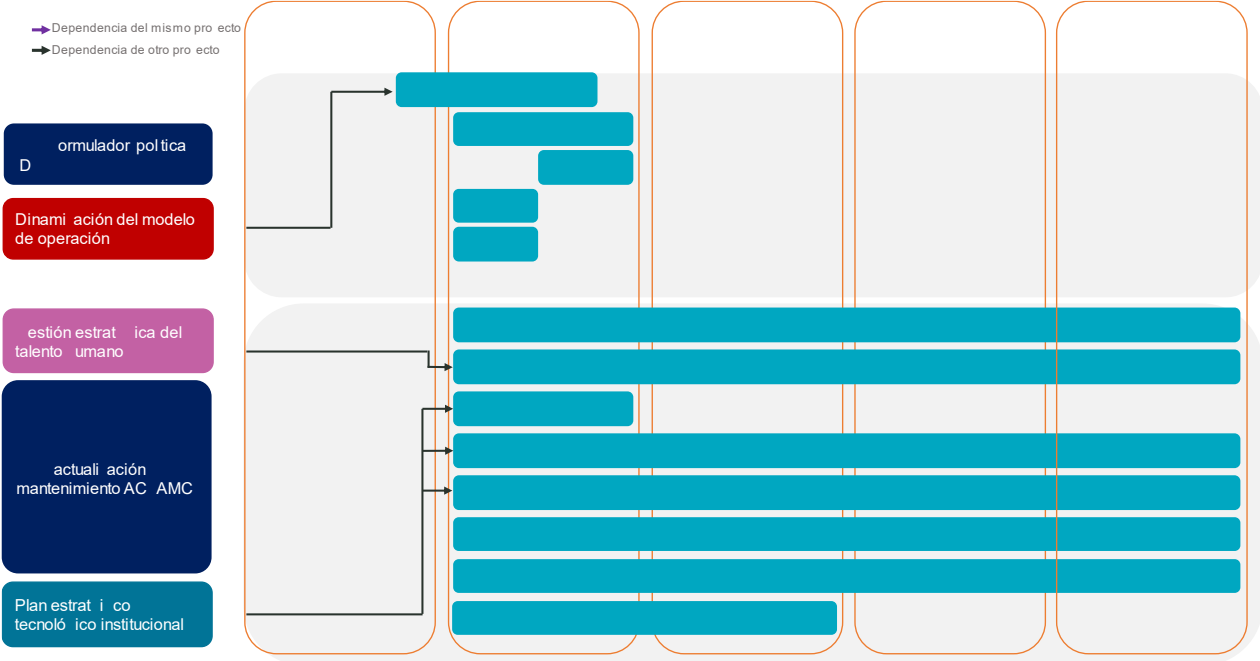 Dependencia del mismo pro ecto
Dependencia de otro pro ecto
ormulador pol tica
D
Dinami ación del modelo
de operación
estión estrat ica del
talento umano
actuali ación
mantenimiento AC AMC
Plan estrat i co
tecnoló ico institucional